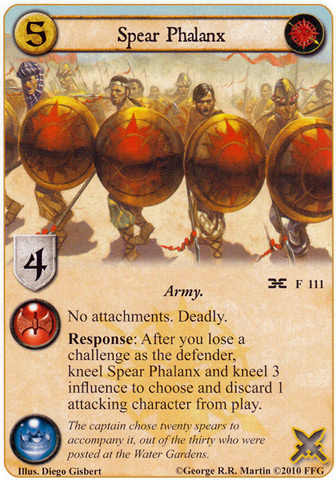 5
Spear Phalanx
4
Army.
F 111
No attachments. Deadly.
Response: After you lose a
challenge as the defender,
kneel Spear Phalanx and kneel 3
influence to choose and discard 1
attacking character from play.
The captain chose twenty spears to
accompany it, out of the thirty who were
posted at the Water Gardens.
Illus. Diego Gisbert
©George R.R. Martin ©2010 FFG